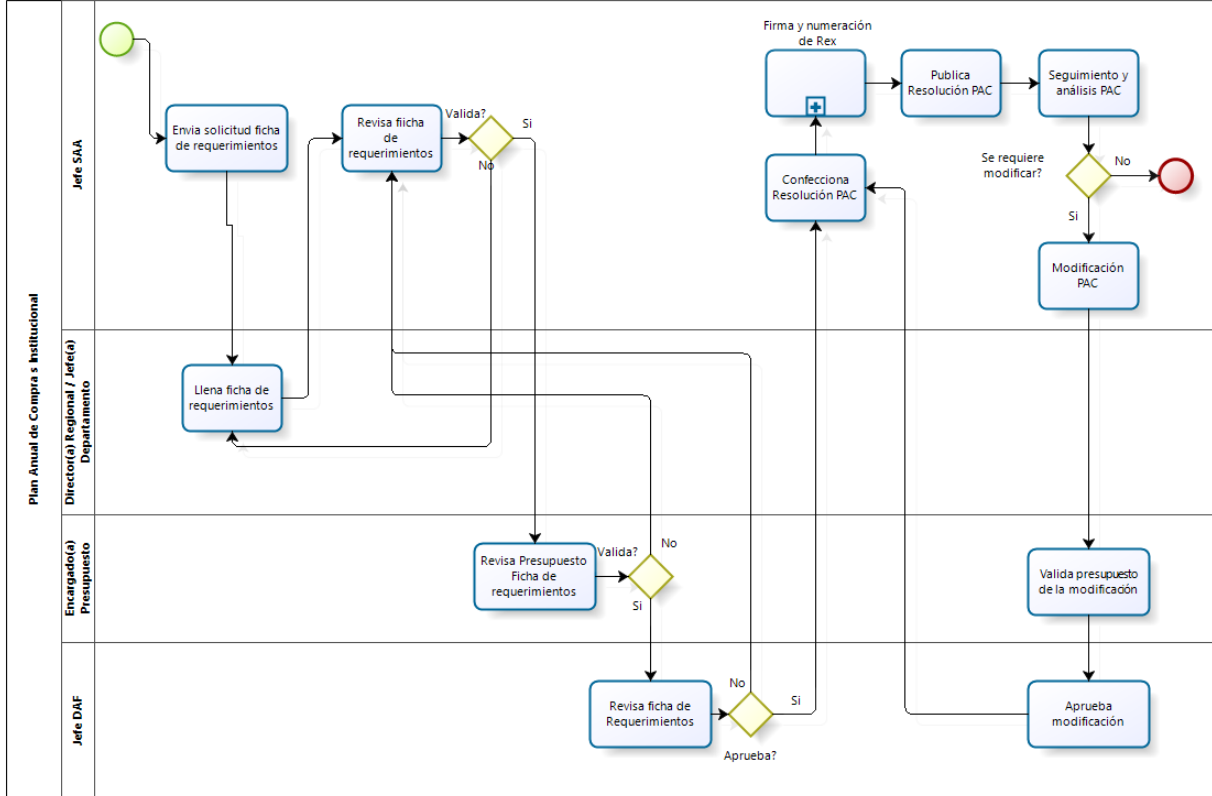 Plan Anual de Compra s Institucional
Jefe SAA
Envia solicitud ficha
de requerimientos
Revisa fiicha
de
requerimientos
Valida?
Si
No
Firma y numeración
de Rex
Publica
Resolución PAC
Seguimiento y
análisis PAC
Confecciona
Resolución PAC
Se requiere
modificar?
No
Si
Modificación
PAC
Director(a) Regional / Jefe(a)
Departamento
Llena ficha de
requerimientos
Encargado(a)
Presupuesto
Revisa Presupuesto
Ficha de
requerimientos
Valida?
No
Si
Valida presupuesto
de la modificación
Jefe DAF
Revisa ficha de
Requerimientos
No
Si
Aprueba?
Aprueba
modificación